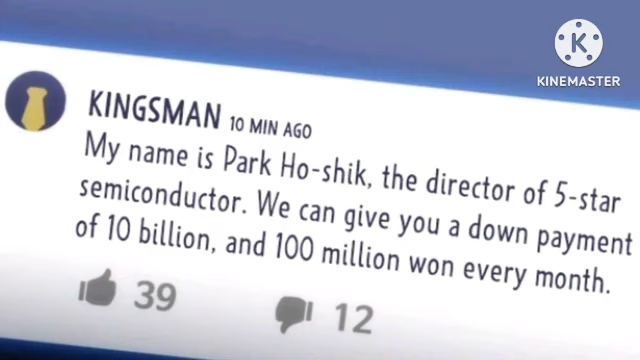 KINEMASTER
KINGSMAN 10 MIN AGO
My name is Park Ho-shik, the director of 5-star
semiconductor. We can give you a down payment
of 10 billion, and 100 million won every month.
39 12